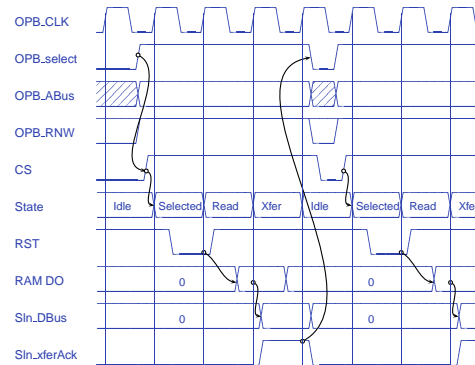 OPB_CLK
OPB_select
OPB_ABus
OPB_RNW
CS
State Idle Selected Read Xfer Idle Selected Read Xfe
RST
RAM DO 0 0
Sln_DBus 0 0
Sln_xferAck